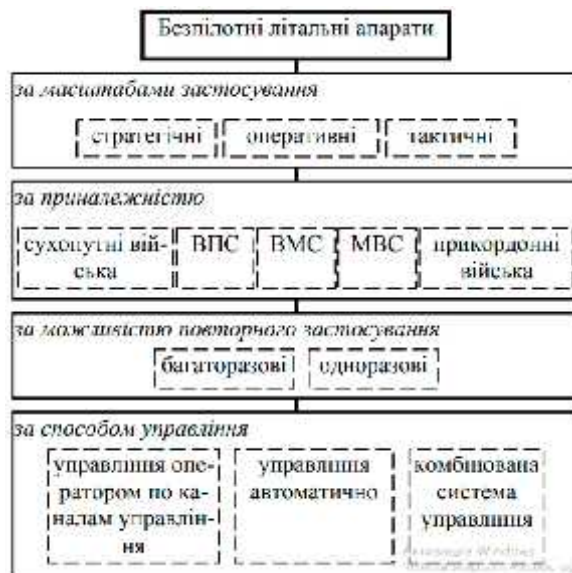 Безпілотні літальні апарати
за масштабами застосування
стратегічні оперативні тактичні
за приналежністю
сухопутні вій- ВПС ВМС МВС прикордонні
ська війська
за можливістю повторного застосування
багаторазові одноразові
за способом управління
управління опе- управління комбінована
ратором по ка- автоматично система
налам управлін- управління
ня
Активация Windows